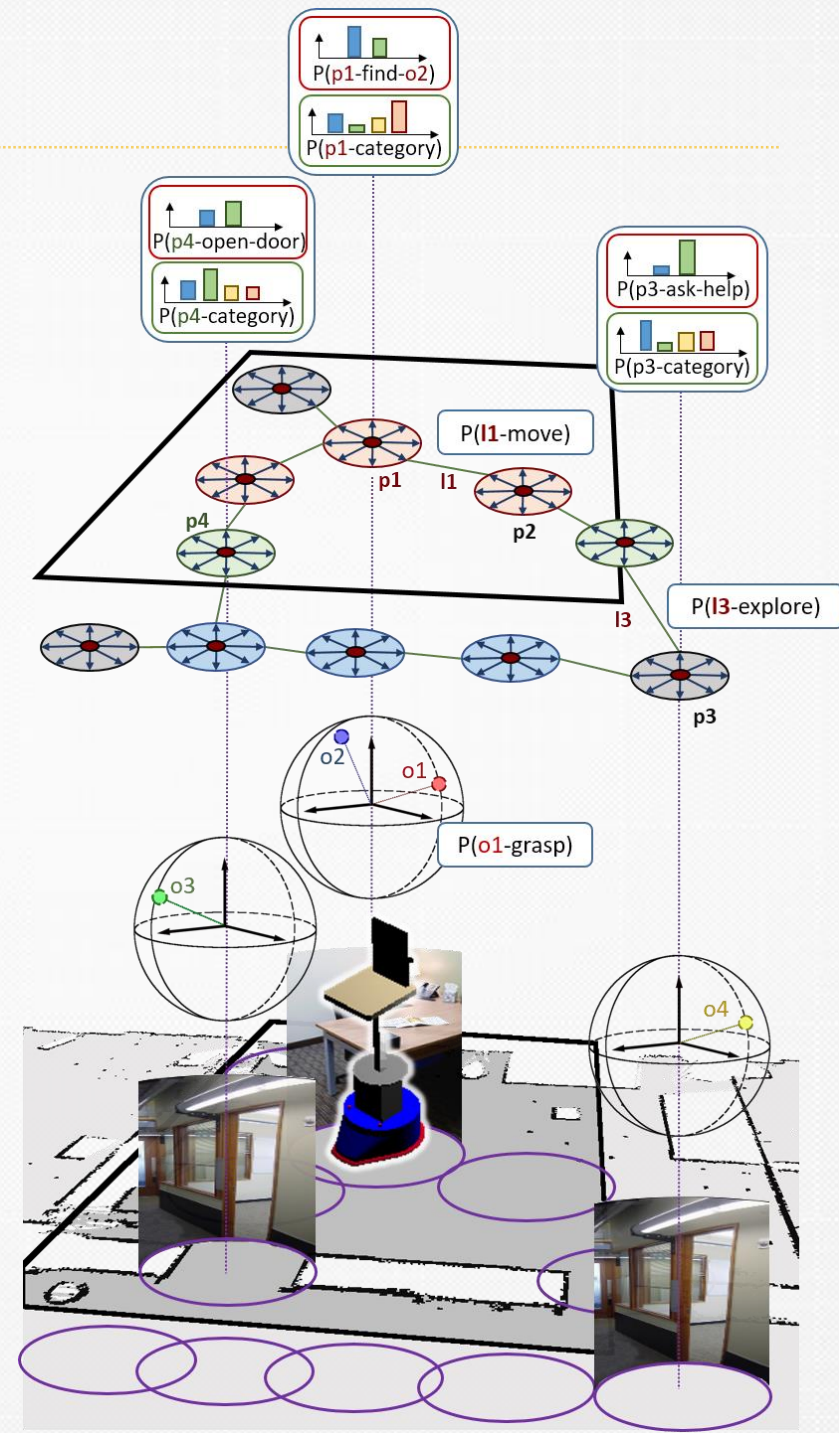 P(p1-find-o2)
P(p1-category)
P(p4-open-door)
P(p4-category)
P(p3-ask-help)
P(p3-category)
P(l1-move)
p1
l1
p2
p4
P(l3-explore)
l3
p3
o2
o1
P(o1-grasp)
o3
o4